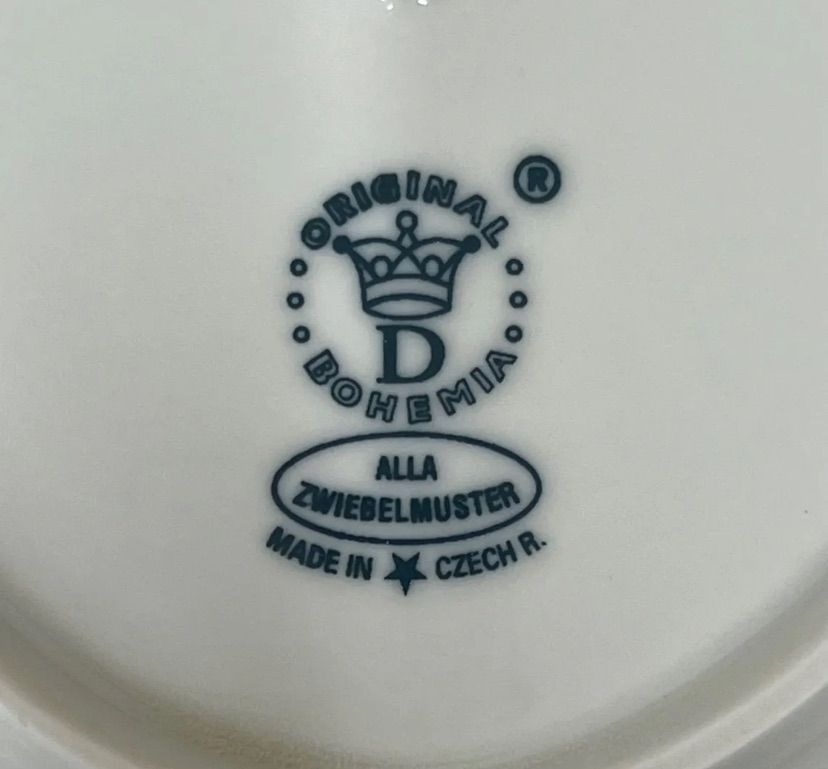 ORIGINAL ®
D
BOHEMIA
ALLA
ZWIEBELMUSTER
MADE IN CZECH R.